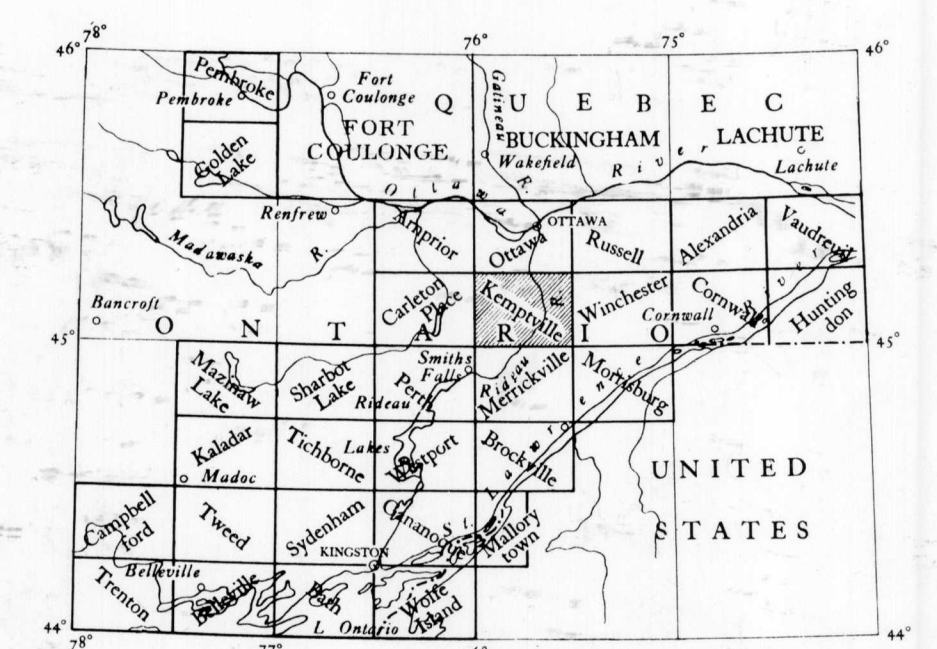 78° 76° 75°
46° 46°
Pembroke
Pembroke
Fort
Coulonge
Q U E B E C
Gatineau
R.
FORT
COULONGE
BUCKINGHAM
LACHUTE
Wakefield
River
Lachute
Golden
Lake
Ottawa
Renfrew
Arnprior
OTTAWA
Ottawa
Russell
Alexandria
Vaudreuil
Madawaska
R.
Carleton
Place
Kemptville
R.
Winchester
Cornwall
Cornwall
River
Hunting
don
Bancroft
O N T A R I O
45° 45°
Mazinaw
Lake
Sharbot
Lake
Smiths
Falls
Perth
Rideau
Rideau
Merrickville
Morrisburg
Kaladar
Tichborne
Lakes
Westport
Brockville
Lawrence
Madoc
UNITED
STATES
Campbell
ford
Tweed
Sydenham
Gananoque
St.
Mallory
town
KINGSTON
Belleville
Trenton
Belleville
Bath
Wolfe
Island
L Ontario
44° 44°
78°